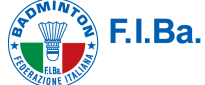 BADMINTON
F.I.Ba.
FEDERAZIONE ITALIANA
F.I.Ba.